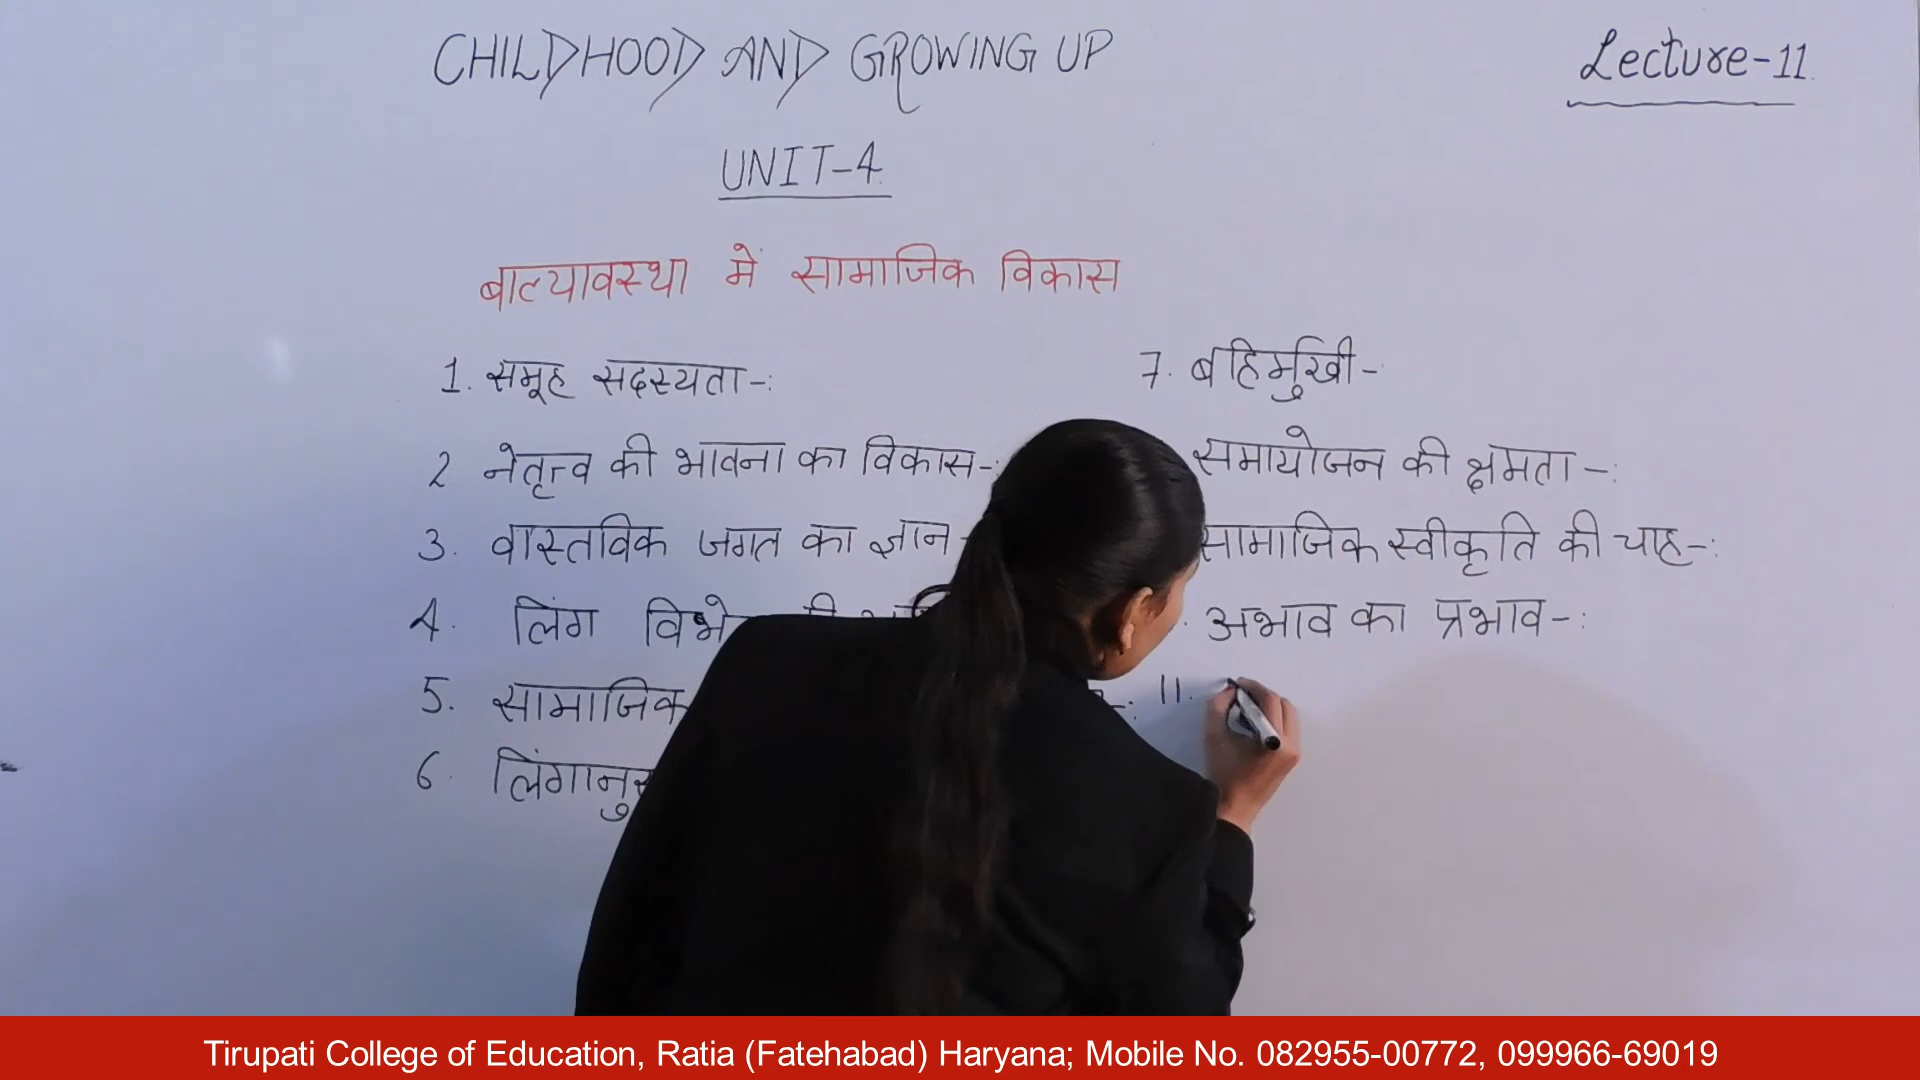 CHILDHOOD AND GROWING UP
Lecture-11.
UNIT-4
बाल्यावस्था में सामाजिक विकास
1. समूह सदस्यता-:
2. नेतृत्व की भावना का विकास-:
3. वास्तविक जगत का ज्ञान-
4. लिंग
5. सामाजिक
6.
7. बहिर्मुखी-
समायोजन की क्षमता-:
सामाजिक स्वीकृति की चाह-:
अभाव का प्रभाव-:
11.
Tirupati College of Education, Ratia (Fatehabad) Haryana; Mobile No. 082955-00772, 099966-69019